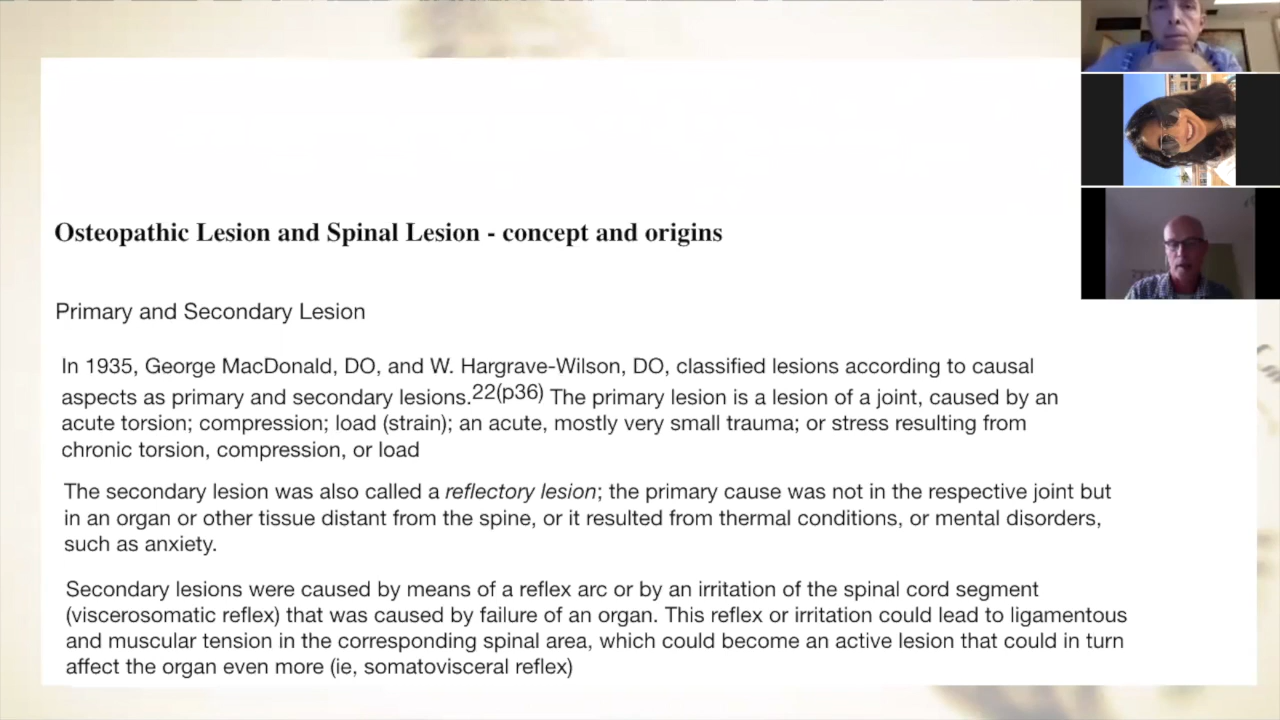 Osteopathic Lesion and Spinal Lesion - concept and origins
Primary and Secondary Lesion
In 1935, George MacDonald, DO, and W. Hargrave-Wilson, DO, classified lesions according to causal
aspects as primary and secondary lesions.22(p36) The primary lesion is a lesion of a joint, caused by an
acute torsion; compression; load (strain); an acute, mostly very small trauma; or stress resulting from
chronic torsion, compression, or load
The secondary lesion was also called a reflectory lesion; the primary cause was not in the respective joint but
in an organ or other tissue distant from the spine, or it resulted from thermal conditions, or mental disorders,
such as anxiety.
Secondary lesions were caused by means of a reflex arc or by an irritation of the spinal cord segment
(viscerosomatic reflex) that was caused by failure of an organ. This reflex or irritation could lead to ligamentous
and muscular tension in the corresponding spinal area, which could become an active lesion that could in turn
affect the organ even more (ie, somatovisceral reflex)